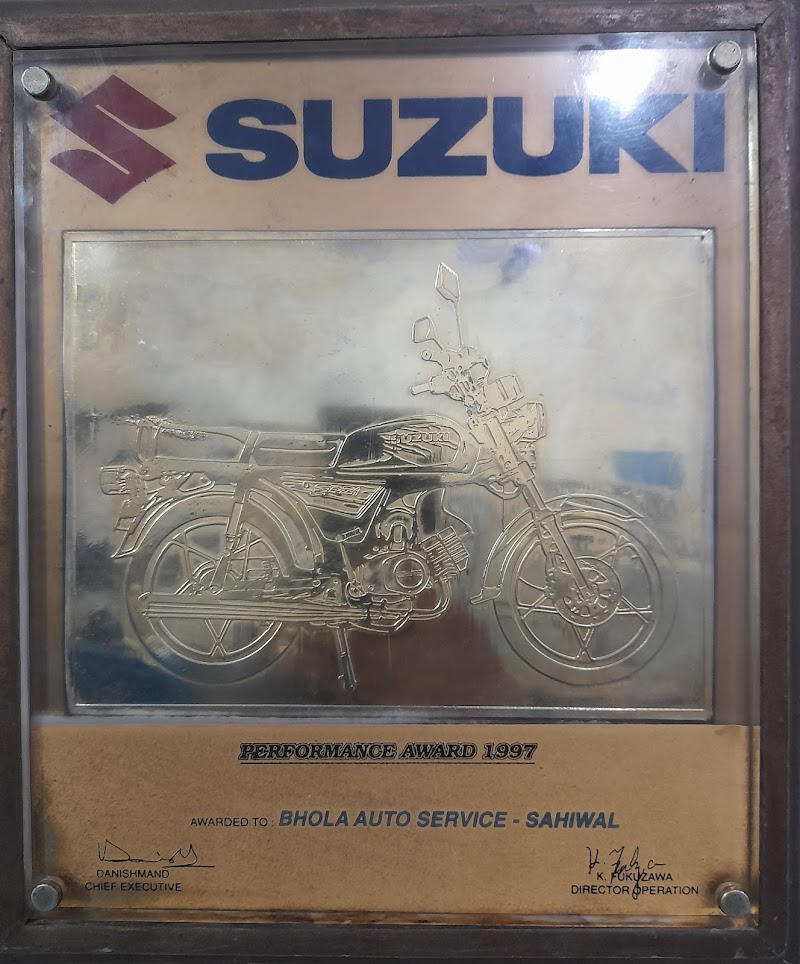 SUZUKI
SUZUKI
PERFORMANCE AWARD 1997
AWARDED TO : BHOLA AUTO SERVICE - SAHIWAL
DANISHMAND
CHIEF EXECUTIVE
K. FUKUZAWA
DIRECTOR OPERATION